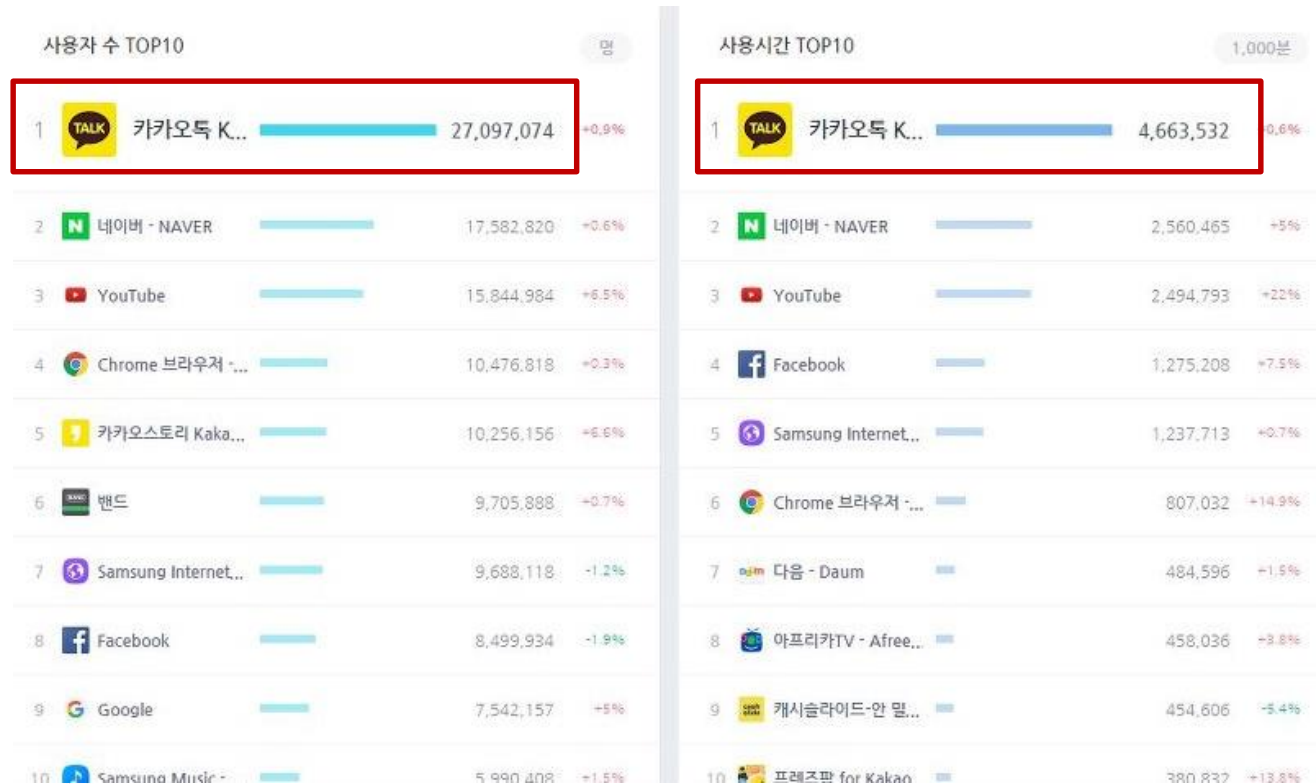 사용자 수 TOP10
명
1 TALK 카카오톡 K... 27,097,074 +0.9%
2 N 네이버 - NAVER 17,582,820 +0.6%
3 YouTube 15,844,984 +6.5%
4 Chrome 브라우저 -... 10,476,818 +0.3%
5 카카오스토리 Kaka... 10,256,156 +6.6%
6 밴드 9,705,888 +0.7%
7 Samsung Internet... 9,688,118 -1.2%
8 Facebook 8,499,934 -1.9%
9 G Google 7,542,157 +5%
10 Samsung Music - 5,990,408 +1.5%
사용시간 TOP10
1,000분
1 TALK 카카오톡 K... 4,663,532 0.6%
2 N 네이버 - NAVER 2,560,465 +5%
3 YouTube 2,494,793 +22%
4 Facebook 1,275,208 +7.5%
5 Samsung Internet... 1,237,713 +0.7%
6 Chrome 브라우저 -... 807,032 +14.9%
7 Daum 다음 - Daum 484,596 +1.5%
8 아프리카TV - Afree... 458,036 +3.8%
9 cash slide 캐시슬라이드-안 밀... 454,606 -5.4%
10 프렌즈팝 for Kakao 380,832 +13.8%